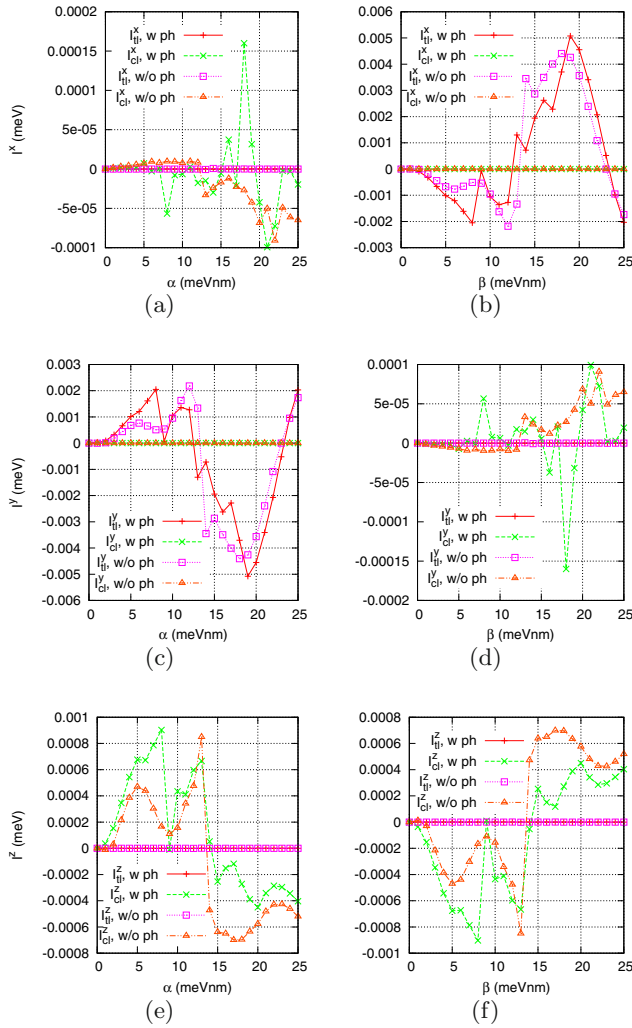 0.0002
0.00015
0.0001
5e-05
0
-5e-05
-0.0001
0 5 10 15 20 25
I^x (meV)
α (meVnm)
I^x_tl, w ph
I^x_cl, w ph
I^x_tl, w/o ph
I^x_cl, w/o ph
(a)
0.006
0.005
0.004
0.003
0.002
0.001
0
-0.001
-0.002
-0.003
0 5 10 15 20 25
β (meVnm)
I^x_tl, w ph
I^x_cl, w ph
I^x_tl, w/o ph
I^x_cl, w/o ph
(b)
0.003
0.002
0.001
0
-0.001
-0.002
-0.003
-0.004
-0.005
-0.006
0 5 10 15 20 25
I^y (meV)
α (meVnm)
I^y_tl, w ph
I^y_cl, w ph
I^y_tl, w/o ph
I^y_cl, w/o ph
(c)
0.0001
5e-05
0
-5e-05
-0.0001
-0.00015
-0.0002
0 5 10 15 20 25
β (meVnm)
I^y_tl, w ph
I^y_cl, w ph
I^y_tl, w/o ph
I^y_cl, w/o ph
(d)
0.001
0.0008
0.0006
0.0004
0.0002
0
-0.0002
-0.0004
-0.0006
-0.0008
0 5 10 15 20 25
I^z (meV)
α (meVnm)
I^z_tl, w ph
I^z_cl, w ph
I^z_tl, w/o ph
I^z_cl, w/o ph
(e)
0.0008
0.0006
0.0004
0.0002
0
-0.0002
-0.0004
-0.0006
-0.0008
-0.001
0 5 10 15 20 25
β (meVnm)
I^z_tl, w ph
I^z_cl, w ph
I^z_tl, w/o ph
I^z_cl, w/o ph
(f)